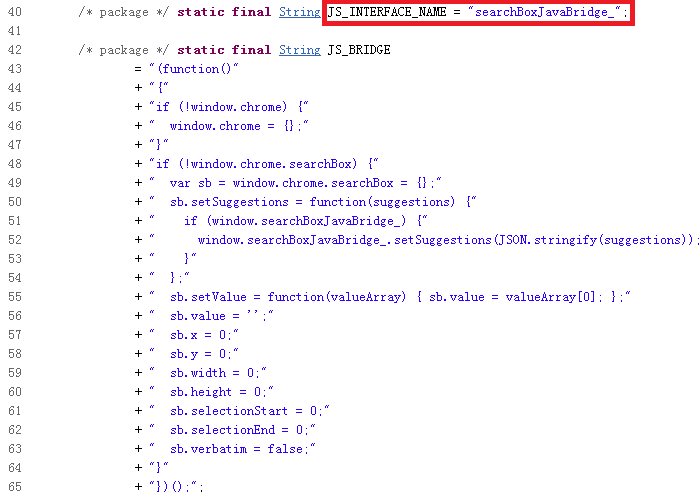 40 /* package */ static final String JS_INTERFACE_NAME = "searchBoxJavaBridge_";
41
42 /* package */ static final String JS_BRIDGE
43 = "(function()"
44 + "{"
45 + "if (!window.chrome) {"
46 + "  window.chrome = {};"
47 + "}"
48 + "if (!window.chrome.searchBox) {"
49 + "  var sb = window.chrome.searchBox = {};"
50 + "  sb.setSuggestions = function(suggestions) {"
51 + "    if (window.searchBoxJavaBridge_) {"
52 + "      window.searchBoxJavaBridge_.setSuggestions(JSON.stringify(suggestions));
53 + "    }"
54 + "  };"
55 + "  sb.setValue = function(valueArray) { sb.value = valueArray[0]; };"
56 + "  sb.value = '';"
57 + "  sb.x = 0;"
58 + "  sb.y = 0;"
59 + "  sb.width = 0;"
60 + "  sb.height = 0;"
61 + "  sb.selectionStart = 0;"
62 + "  sb.selectionEnd = 0;"
63 + "  sb.verbatim = false;"
64 + "}"
65 + "})();";